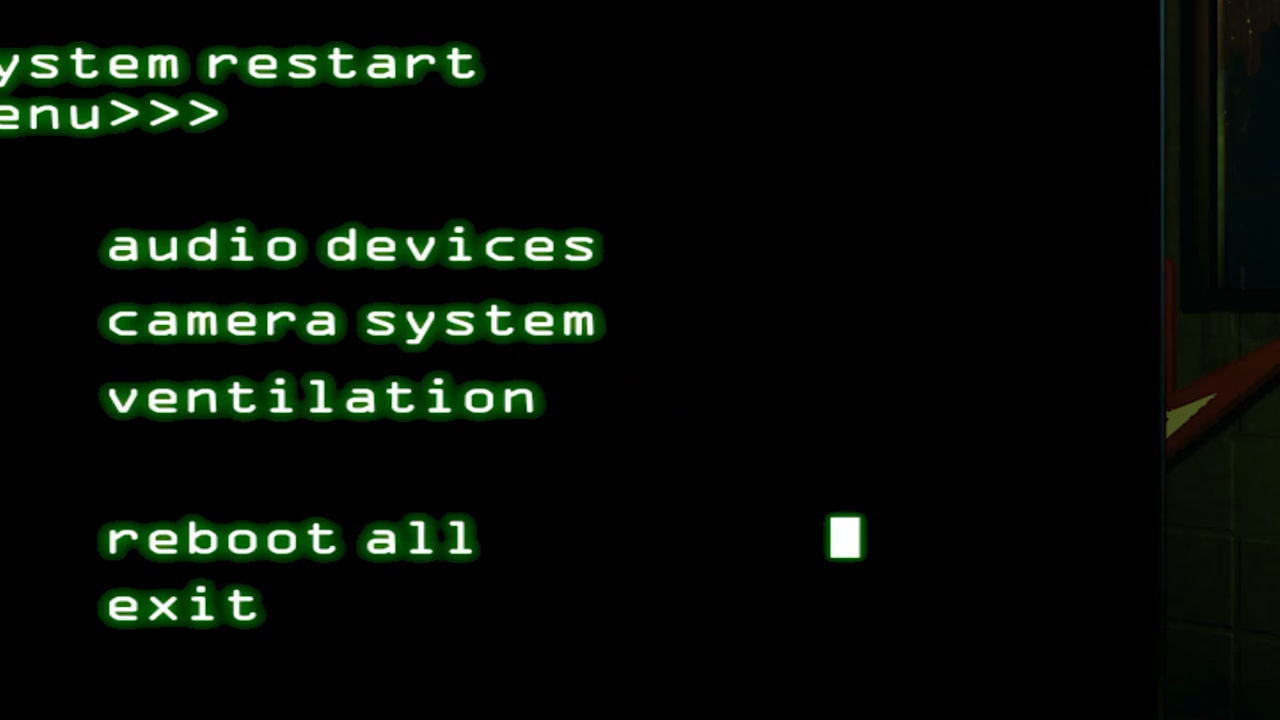 ystem restart
enu>>>
audio devices
camera system
ventilation
reboot all
exit